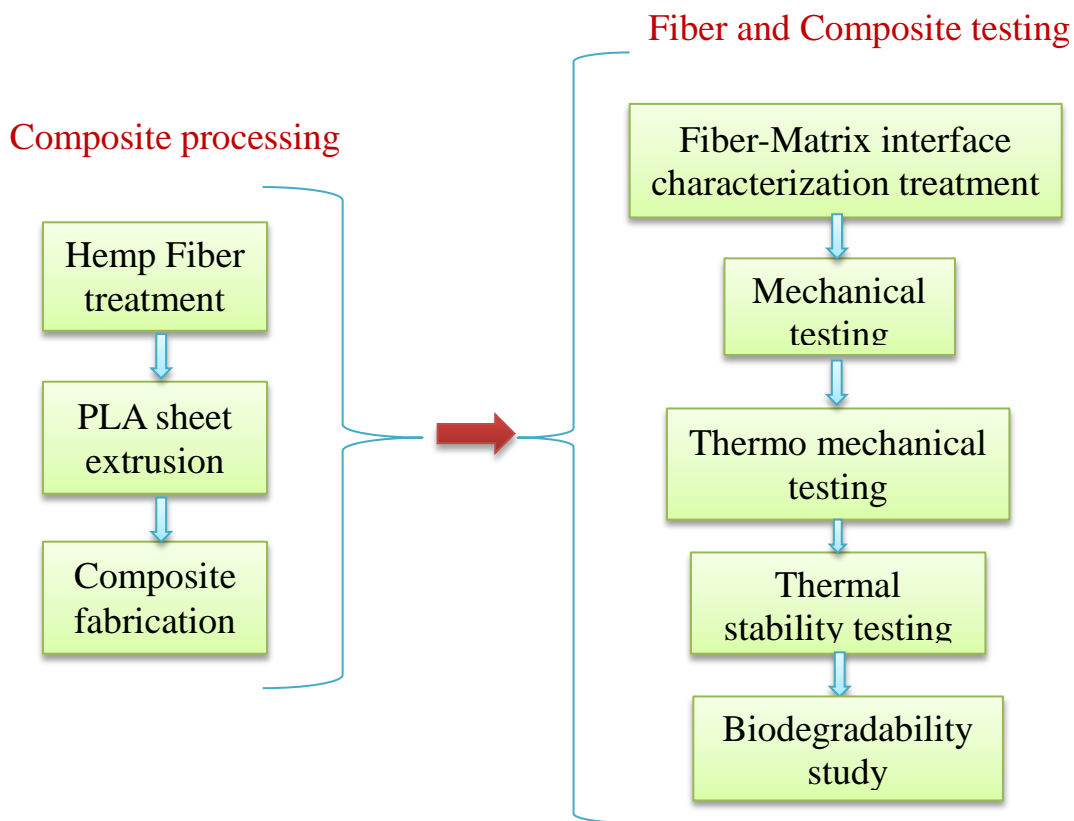 Composite processing
Hemp Fiber
treatment
PLA sheet
extrusion
Composite
fabrication
Fiber and Composite testing
Fiber-Matrix interface
characterization treatment
Mechanical
testing
Thermo mechanical
testing
Thermal
stability testing
Biodegradability
study